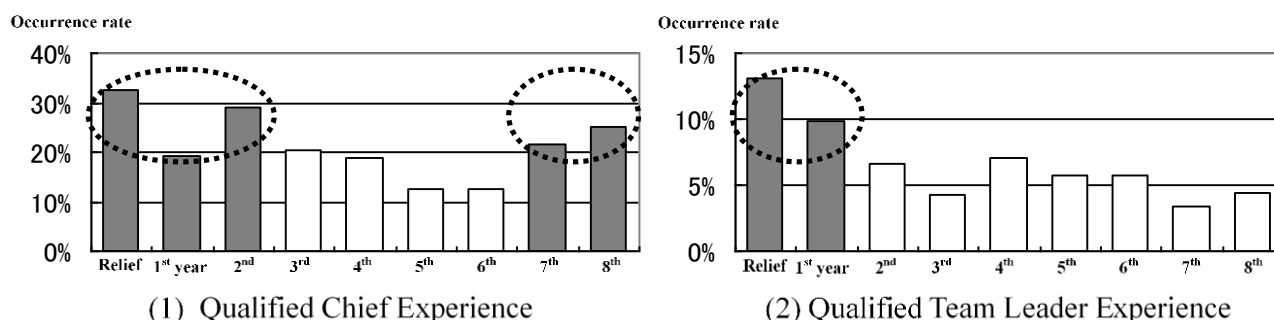 Occurrence rate
40%
30%
20%
10%
0%
Relief 1st year 2nd 3rd 4th 5th 6th 7th 8th
(1) Qualified Chief Experience
Occurrence rate
15%
10%
5%
0%
Relief 1st year 2nd 3rd 4th 5th 6th 7th 8th
(2) Qualified Team Leader Experience